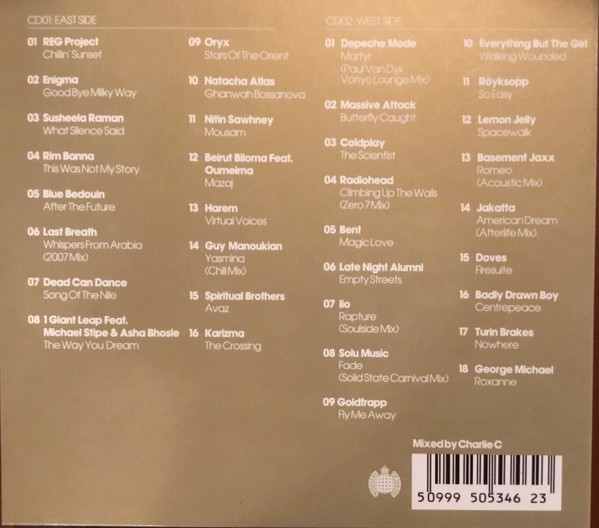 CD01: EAST SIDE
01 REG Project
Chillin' Sunset
02 Enigma
Good Bye Milky Way
03 Susheela Raman
What Silence Said
04 Rim Banna
This Was Not My Story
05 Blue Bedouin
After The Future
06 Last Breath
Whispers From Arabia
(2007 Mix)
07 Dead Can Dance
Song Of The Nile
08 1 Giant Leap Feat.
Michael Stipe & Asha Bhosle
The Way You Dream
09 Oryx
Stars Of The Orient
10 Natacha Atlas
Ghanwah Bossanova
11 Nitin Sawhney
Mousam
12 Beirut Biloma Feat.
Oumeima
Mazaj
13 Harem
Virtual Voices
14 Guy Manoukian
Yasmina
(Chill Mix)
15 Spiritual Brothers
Avaz
16 Karizma
The Crossing
CD02: WEST SIDE
01 Depeche Mode
Martyr
(Paul Van Dyk
Vonyc Lounge Mix)
02 Massive Attack
Butterfly Caught
03 Coldplay
The Scientist
04 Radiohead
Climbing Up The Walls
(Zero 7 Mix)
05 Bent
Magic Love
06 Late Night Alumni
Empty Streets
07 Iio
Rapture
(Soulside Mix)
08 Solu Music
Fade
(Solid State Carnival Mix)
09 Goldfrapp
Fly Me Away
10 Everything But The Girl
Walking Wounded
11 Röyksopp
So Easy
12 Lemon Jelly
Spacewalk
13 Basement Jaxx
Romeo
(Acoustic Mix)
14 Jakatta
American Dream
(Afterlife Mix)
15 Doves
Firesuite
16 Badly Drawn Boy
Centrepeace
17 Turin Brakes
Nowhere
18 George Michael
Roxanne
Mixed by Charlie C
5 0999 505346 2 3